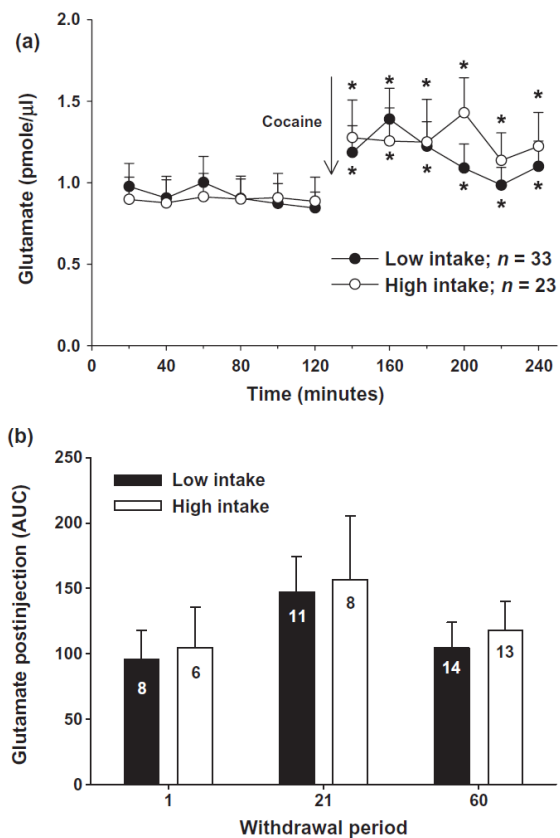 (a)
2.0
1.5
1.0
0.5
0.0
Glutamate (pmole/µl)
Cocaine
* * * * * *
* * * * * *
Low intake; n = 33
High intake; n = 23
0 40 80 120 160 200 240
Time (minutes)
(b)
250
200
150
100
50
0
Glutamate postinjection (AUC)
Low intake
High intake
8 6 11 8 14 13
1 21 60
Withdrawal period